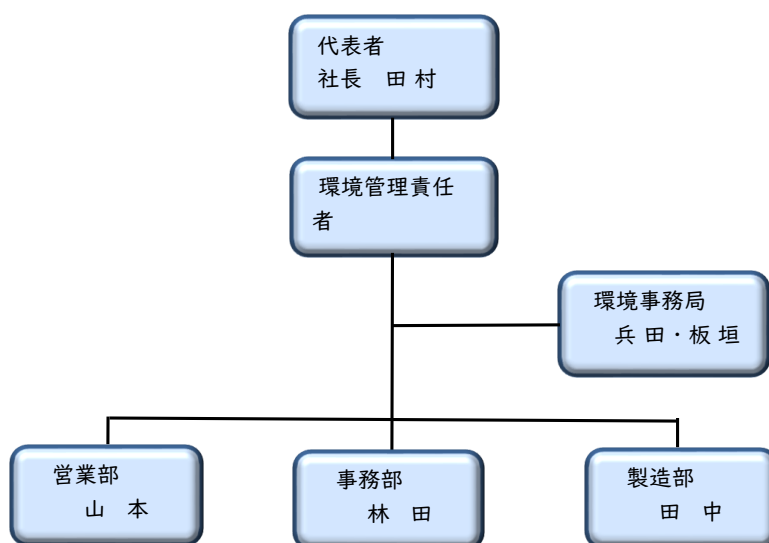 代表者
社長　田 村
環境管理責任
者
環境事務局
兵 田・板 垣
営業部
山　本
事務部
林　田
製造部
田　中